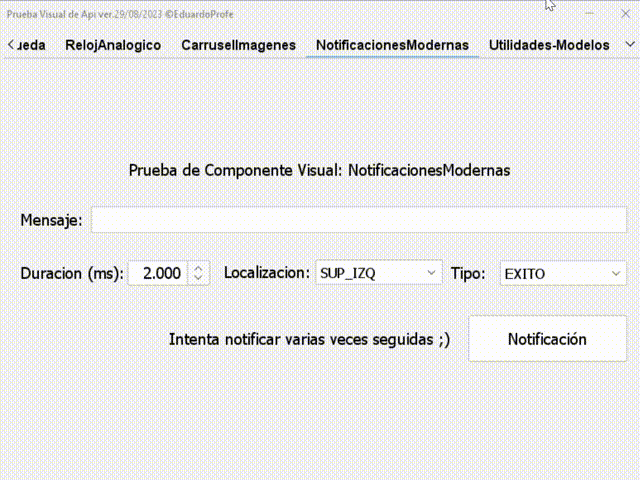 Prueba Visual de Api ver.29/08/2023 ©EduardoProfe
ueda RelojAnalogico CarruselImagenes NotificacionesModernas Utilidades-Modelos
Prueba de Componente Visual: NotificacionesModernas
Mensaje:
Duracion (ms): 2.000 Localizacion: SUP_IZQ Tipo: EXITO
Intenta notificar varias veces seguidas ;) Notificación